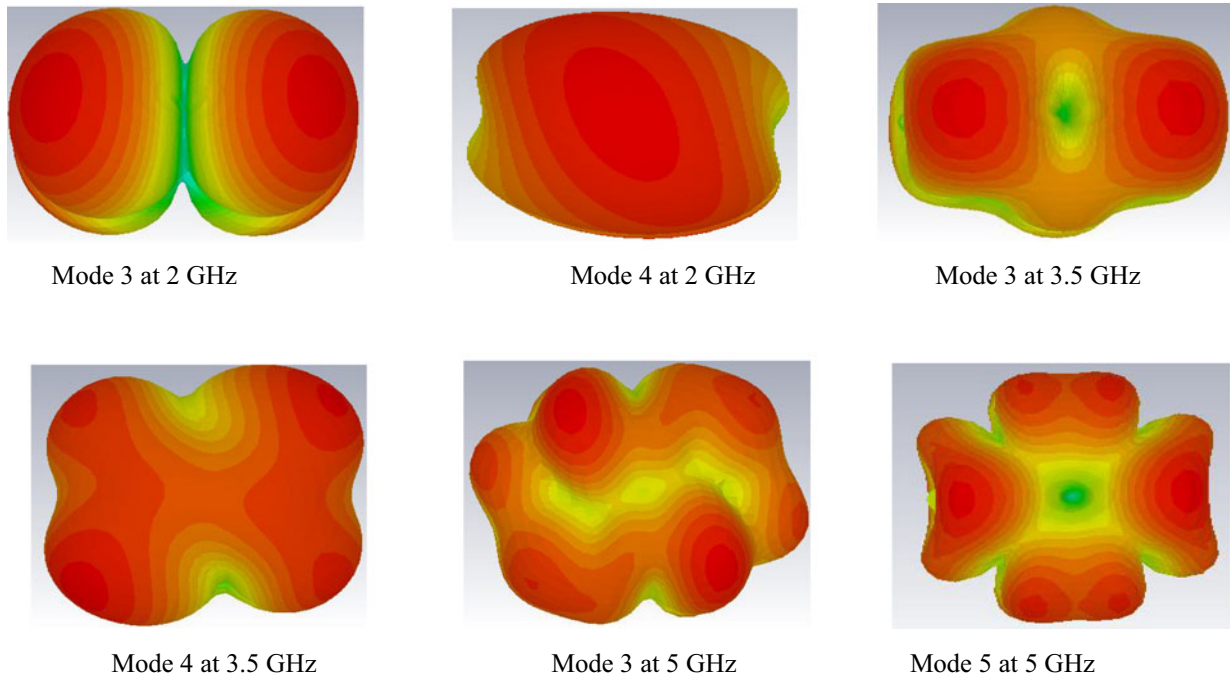 Mode 3 at 2 GHz
Mode 4 at 2 GHz
Mode 3 at 3.5 GHz
Mode 4 at 3.5 GHz
Mode 3 at 5 GHz
Mode 5 at 5 GHz